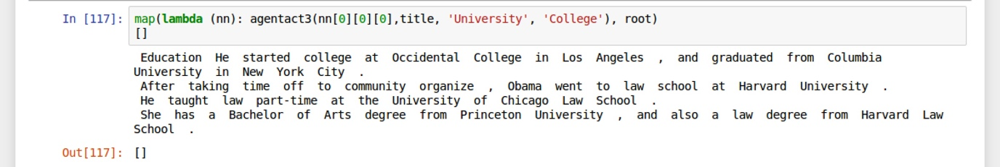 In [117]: map(lambda (nn): agentact3(nn[0][0][0],title, 'University', 'College'), root)
[]
Education He started college at Occidental College in Los Angeles , and graduated from Columbia
University in New York City .
After taking time off to community organize , Obama went to law school at Harvard University .
He taught law part-time at the University of Chicago Law School .
She has a Bachelor of Arts degree from Princeton University , and also a law degree from Harvard Law
School .
Out[117]: []